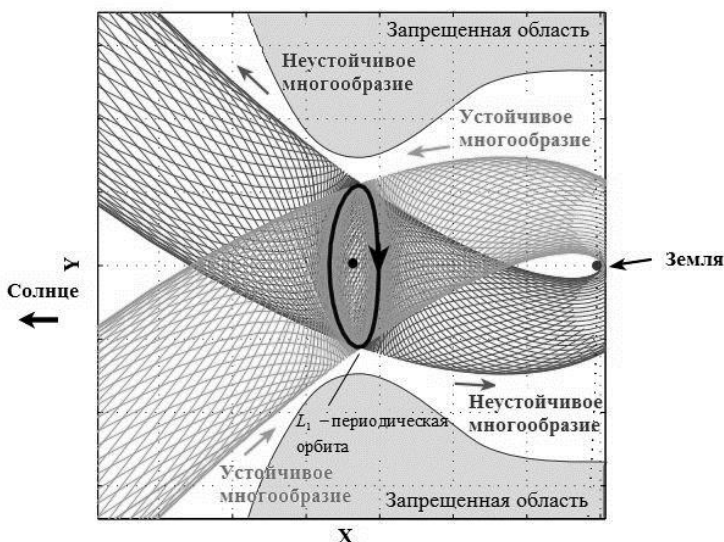 Запрещенная область
Неустойчивое
многообразие
Устойчивое
многообразие
Y
Земля
Солнце
L₁ – периодическая
орбита
Неустойчивое
многообразие
Устойчивое
многообразие
Запрещенная область
X